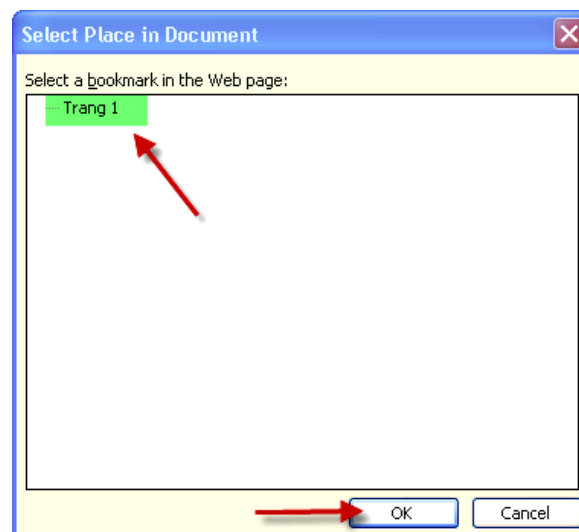 Select Place in Document
Select a bookmark in the Web page:
Trang 1
OK Cancel